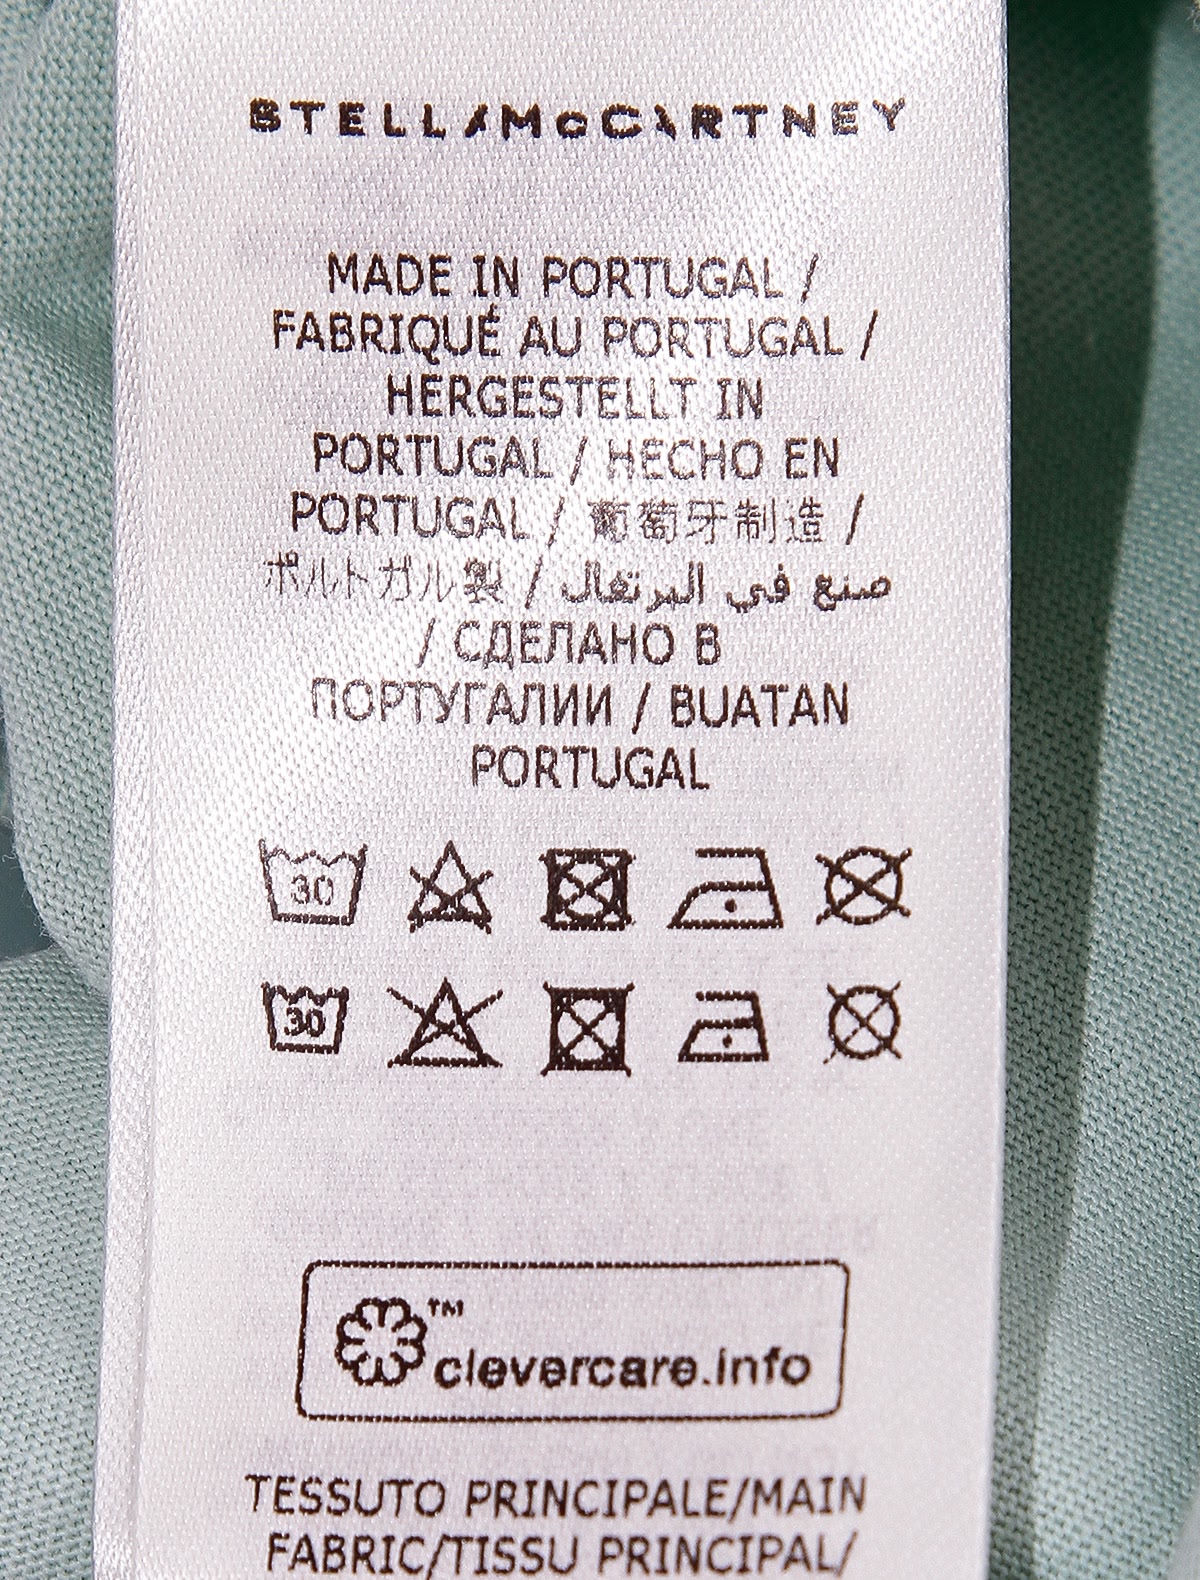 STELLA McCARTNEY
MADE IN PORTUGAL /
FABRIQUÉ AU PORTUGAL /
HERGESTELLT IN
PORTUGAL / HECHO EN
PORTUGAL / 葡萄牙制造 /
ポルトガル製 / صنع في البرتغال
/ СДЕЛАНО В
ПОРТУГАЛИИ / BUATAN
PORTUGAL
30
30
™
clevercare.info
TESSUTO PRINCIPALE/MAIN
FABRIC/TISSU PRINCIPAL/